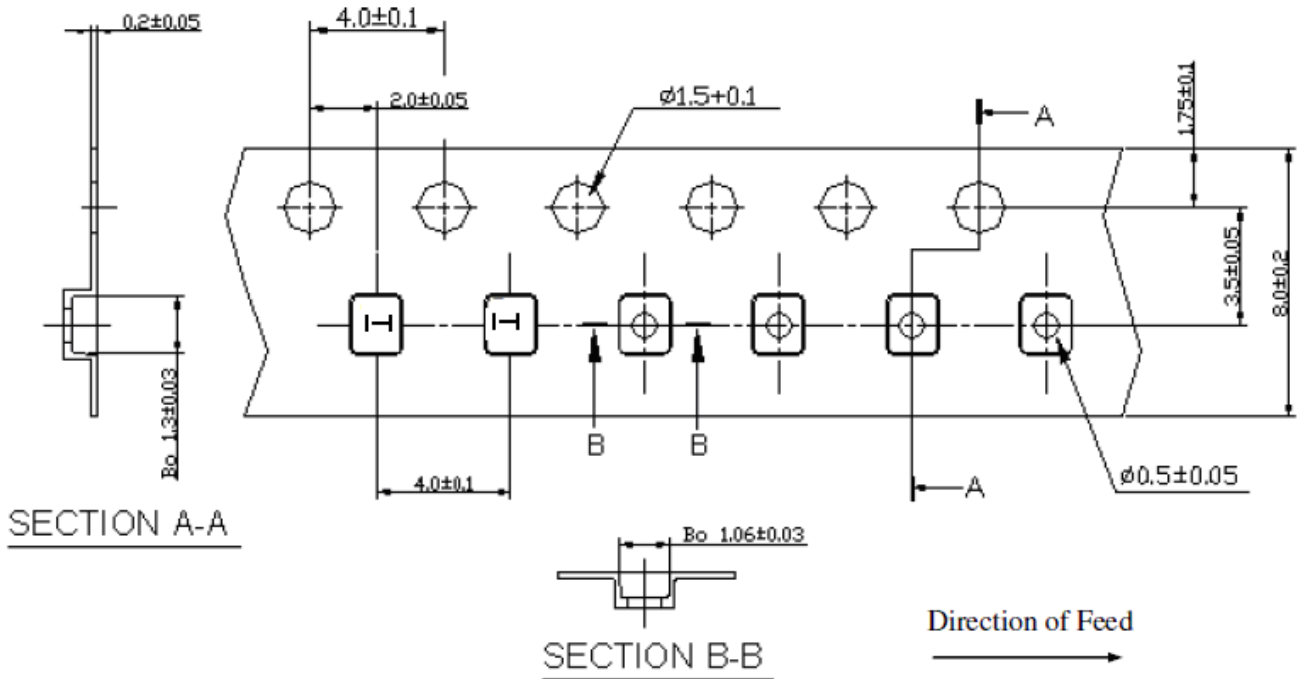 0.2±0.05
4.0±0.1
2.0±0.05
ø1.5+0.1
A
1.75±0.1
3.5±0.05
8.0±0.2
Bo 1.3±0.03
I
I
B
B
4.0±0.1
A
ø0.5±0.05
SECTION A-A
Bo 1.06±0.03
SECTION B-B
Direction of Feed